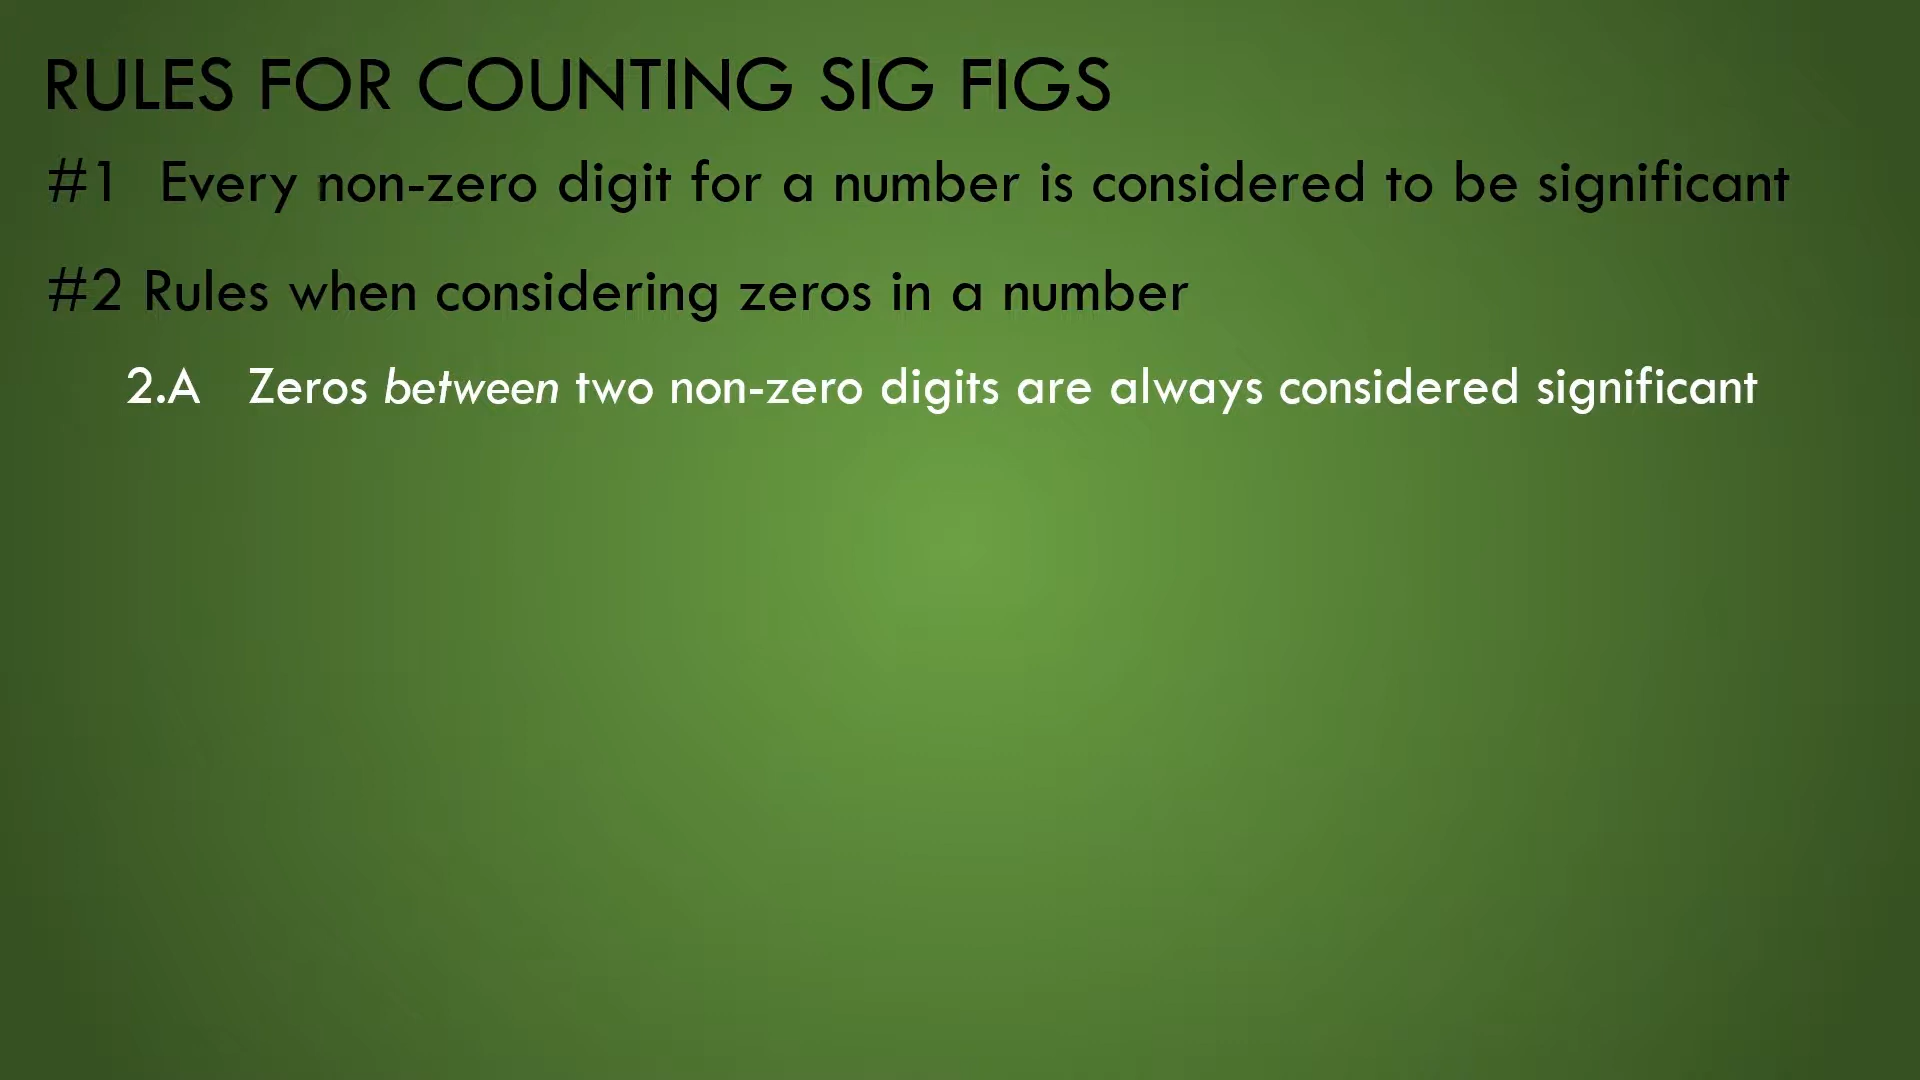 RULES FOR COUNTING SIG FIGS
#1 Every non-zero digit for a number is considered to be significant
#2 Rules when considering zeros in a number
2.A Zeros between two non-zero digits are always considered significant